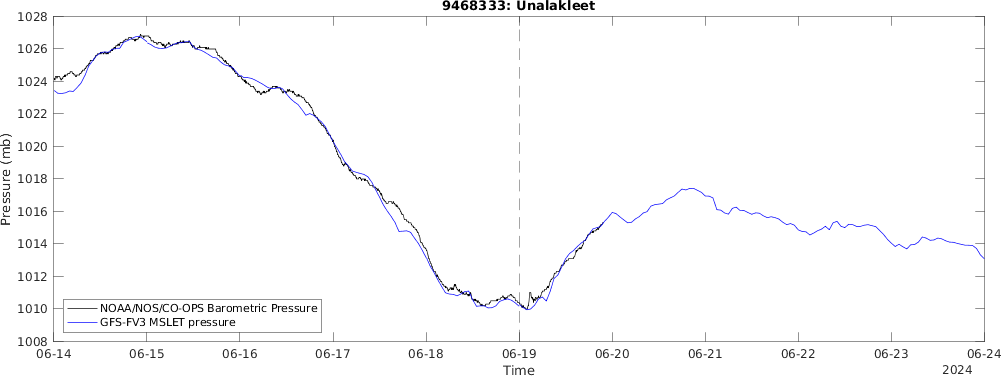 9468333: Unalakleet
1028
1026
1024
1022
1020
1018
1016
1014
1012
1010
1008
Pressure (mb)
NOAA/NOS/CO-OPS Barometric Pressure
GFS-FV3 MSLET pressure
06-14 06-15 06-16 06-17 06-18 06-19 06-20 06-21 06-22 06-23 06-24
Time
2024